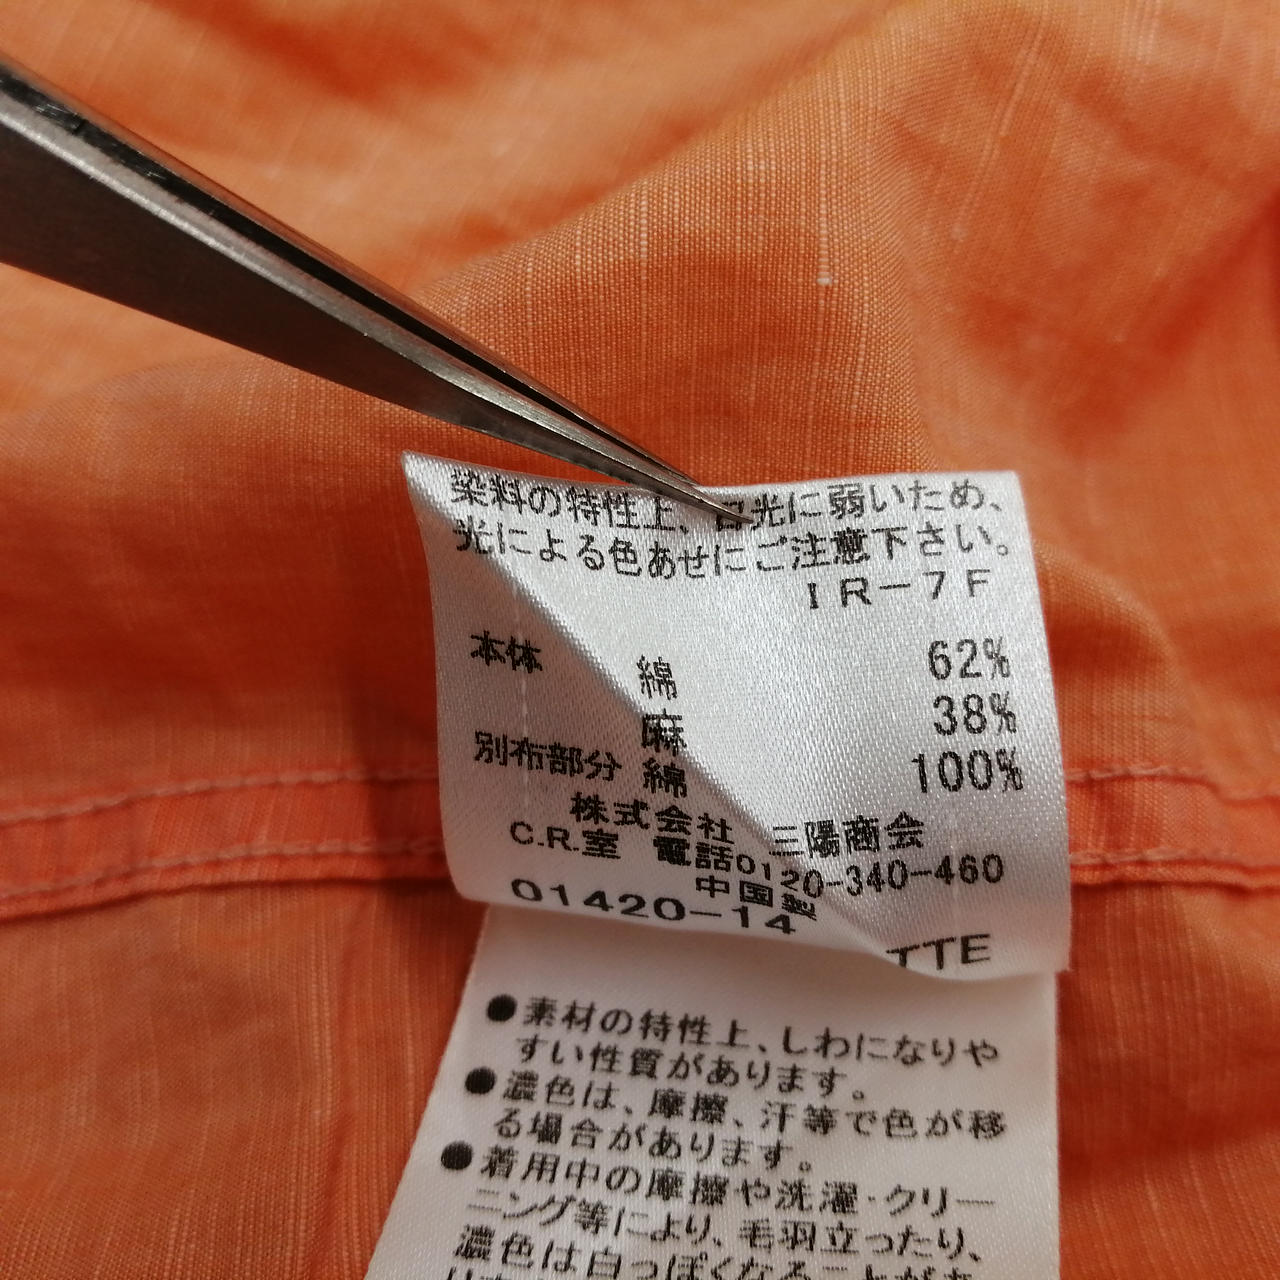 染料の特性上、日光に弱いため、
光による色あせにご注意下さい。
IR-7F
本体 綿 62%
麻 38%
別布部分 綿 100%
株式会社 三陽商会
C.R.室 電話0120-340-460
中国製
01420-14
TTE
●素材の特性上、しわになりや
すい性質があります。
●濃色は、摩擦、汗等で色が移
る場合があります。
●着用中の摩擦や洗濯・クリー
ニング等により、毛羽立ったり、
濃色は白っぽくなることがあ